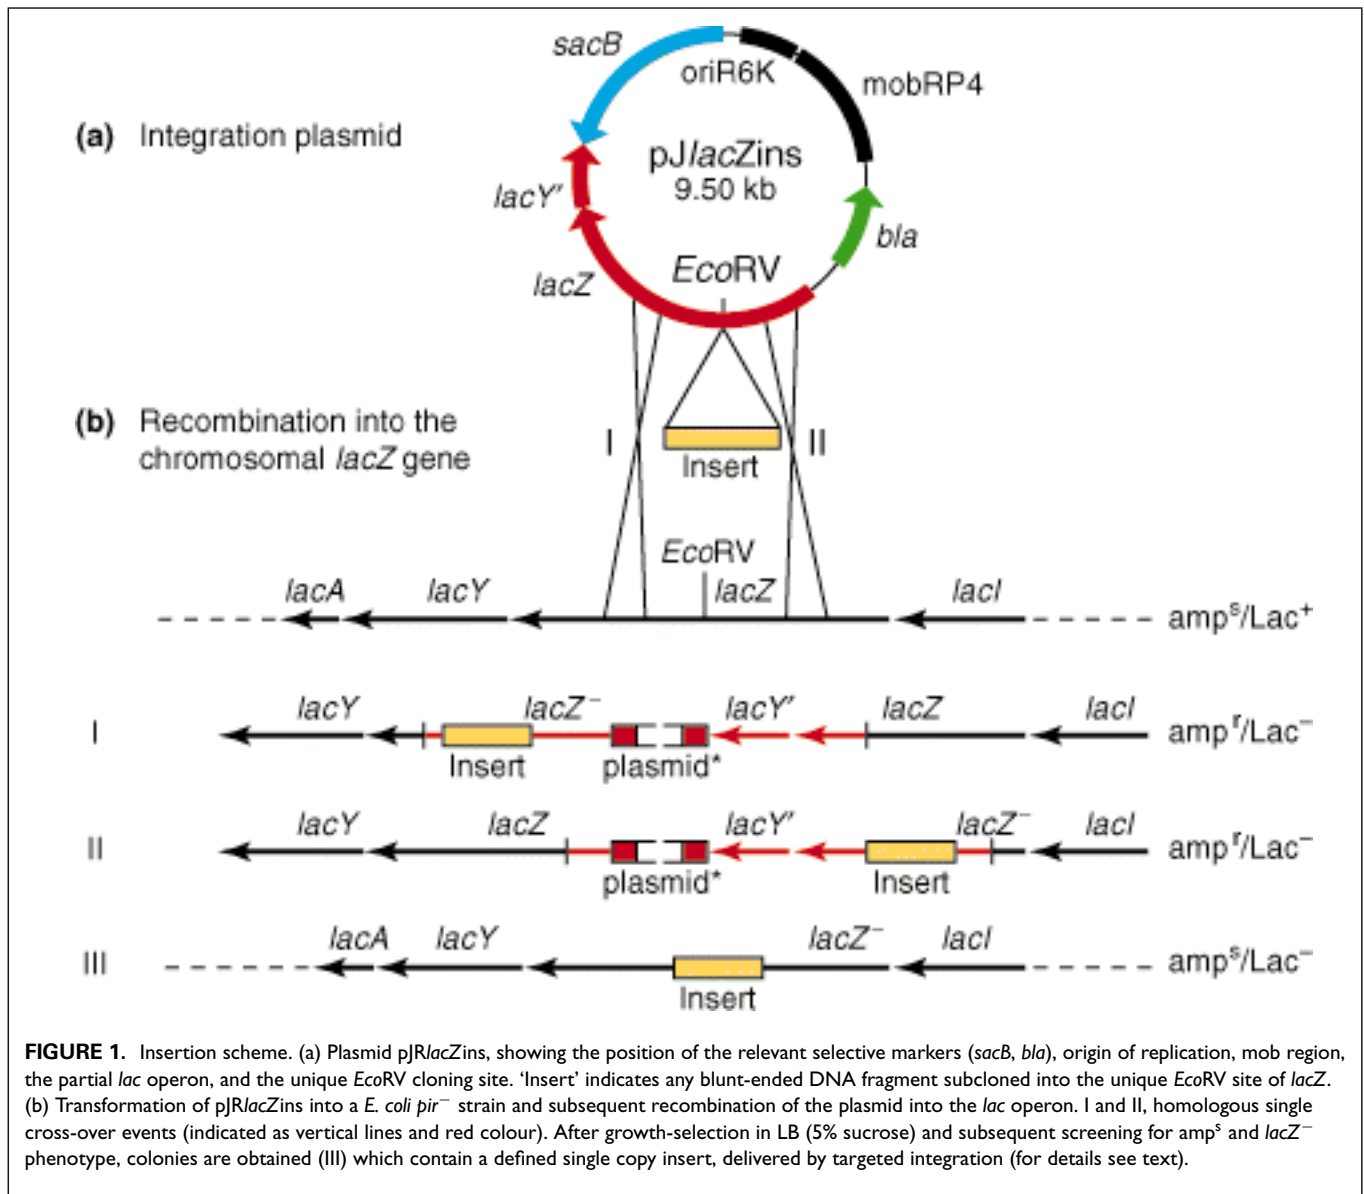 sacB
oriR6K
mobRP4
(a) Integration plasmid
pJlacZins
9.50 kb
lacY′
bla
EcoRV
lacZ
(b) Recombination into the
chromosomal lacZ gene
I
II
Insert
EcoRV
lacA lacY lacZ lacI
ampˢ/Lac⁺
lacY lacZ⁻ lacY′ lacZ lacI
I ampʳ/Lac⁻
Insert plasmid*
lacY lacZ lacY′ lacZ⁻ lacI
II ampʳ/Lac⁻
plasmid* Insert
lacA lacY lacZ⁻ lacI
III ampˢ/Lac⁻
Insert
FIGURE 1. Insertion scheme. (a) Plasmid pJRlacZins, showing the position of the relevant selective markers (sacB, bla), origin of replication, mob region,
the partial lac operon, and the unique EcoRV cloning site. ‘Insert’ indicates any blunt-ended DNA fragment subcloned into the unique EcoRV site of lacZ.
(b) Transformation of pJRlacZins into a E. coli pir⁻ strain and subsequent recombination of the plasmid into the lac operon. I and II, homologous single
cross-over events (indicated as vertical lines and red colour). After growth-selection in LB (5% sucrose) and subsequent screening for ampˢ and lacZ⁻
phenotype, colonies are obtained (III) which contain a defined single copy insert, delivered by targeted integration (for details see text).